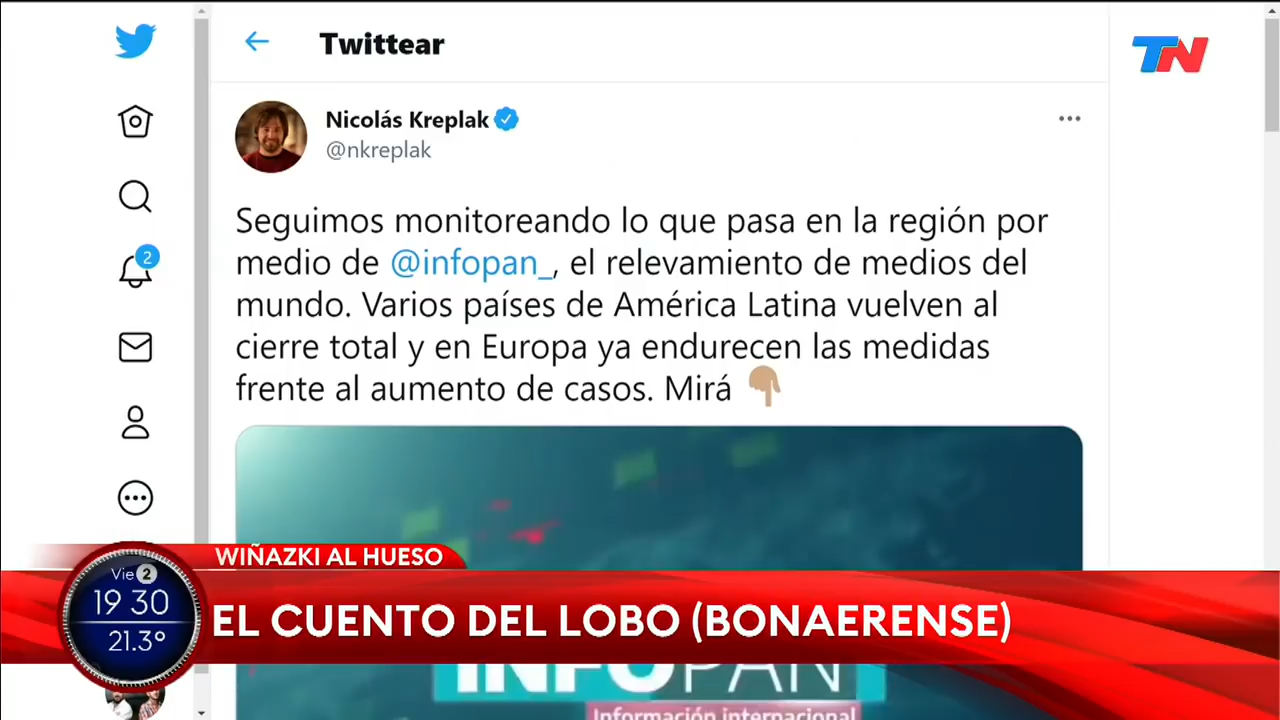 Twittear
TN
Nicolás Kreplak
@nkreplak
Seguimos monitoreando lo que pasa en la región por
medio de @infopan_, el relevamiento de medios del
mundo. Varios países de América Latina vuelven al
cierre total y en Europa ya endurecen las medidas
frente al aumento de casos. Mirá
2
WIÑAZKI AL HUESO
Vie 2
19 30
21.3°
EL CUENTO DEL LOBO (BONAERENSE)
INFOPAN
Información internacional